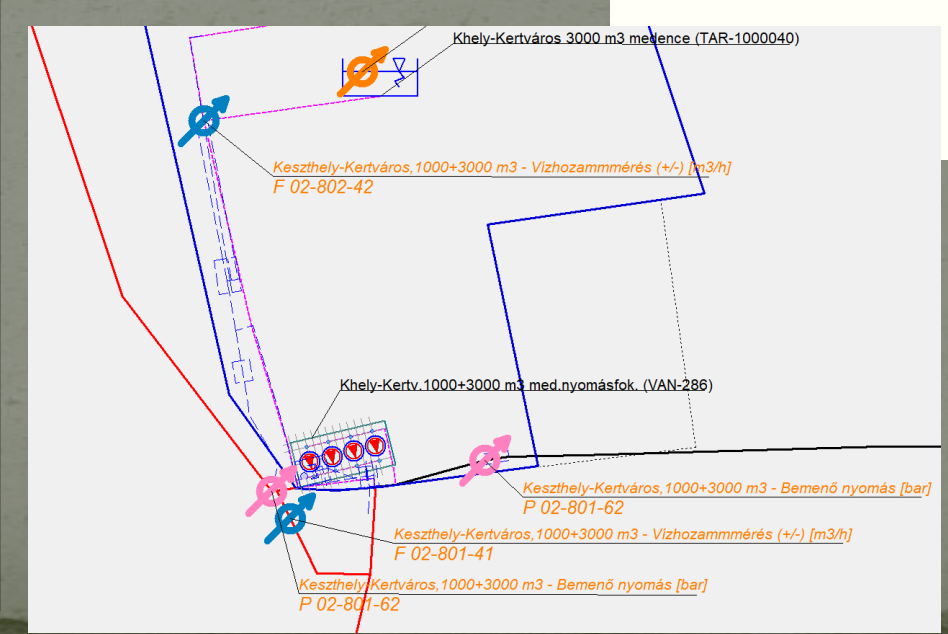 Khely-Kertváros 3000 m3 medence (TAR-1000040)
Keszthely-Kertváros,1000+3000 m3 - Vízhozammmérés (+/-) [m3/h]
F 02-802-42
Khely-Kertv.1000+3000 m3 med.nyomásfok. (VAN-286)
Keszthely-Kertváros,1000+3000 m3 - Bemenő nyomás [bar]
P 02-801-62
Keszthely-Kertváros,1000+3000 m3 - Vízhozammmérés (+/-) [m3/h]
F 02-801-41
Keszthely-Kertváros,1000+3000 m3 - Bemenő nyomás [bar]
P 02-801-62